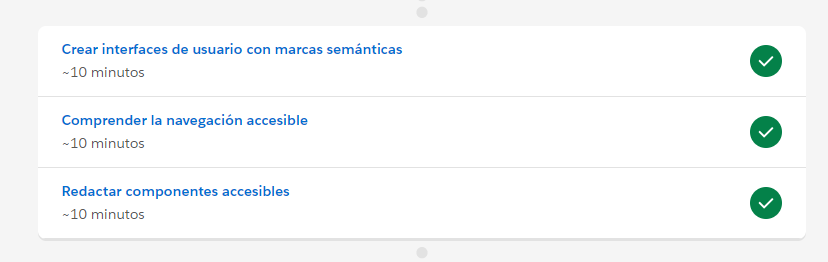 Crear interfaces de usuario con marcas semánticas
~10 minutos
Comprender la navegación accesible
~10 minutos
Redactar componentes accesibles
~10 minutos